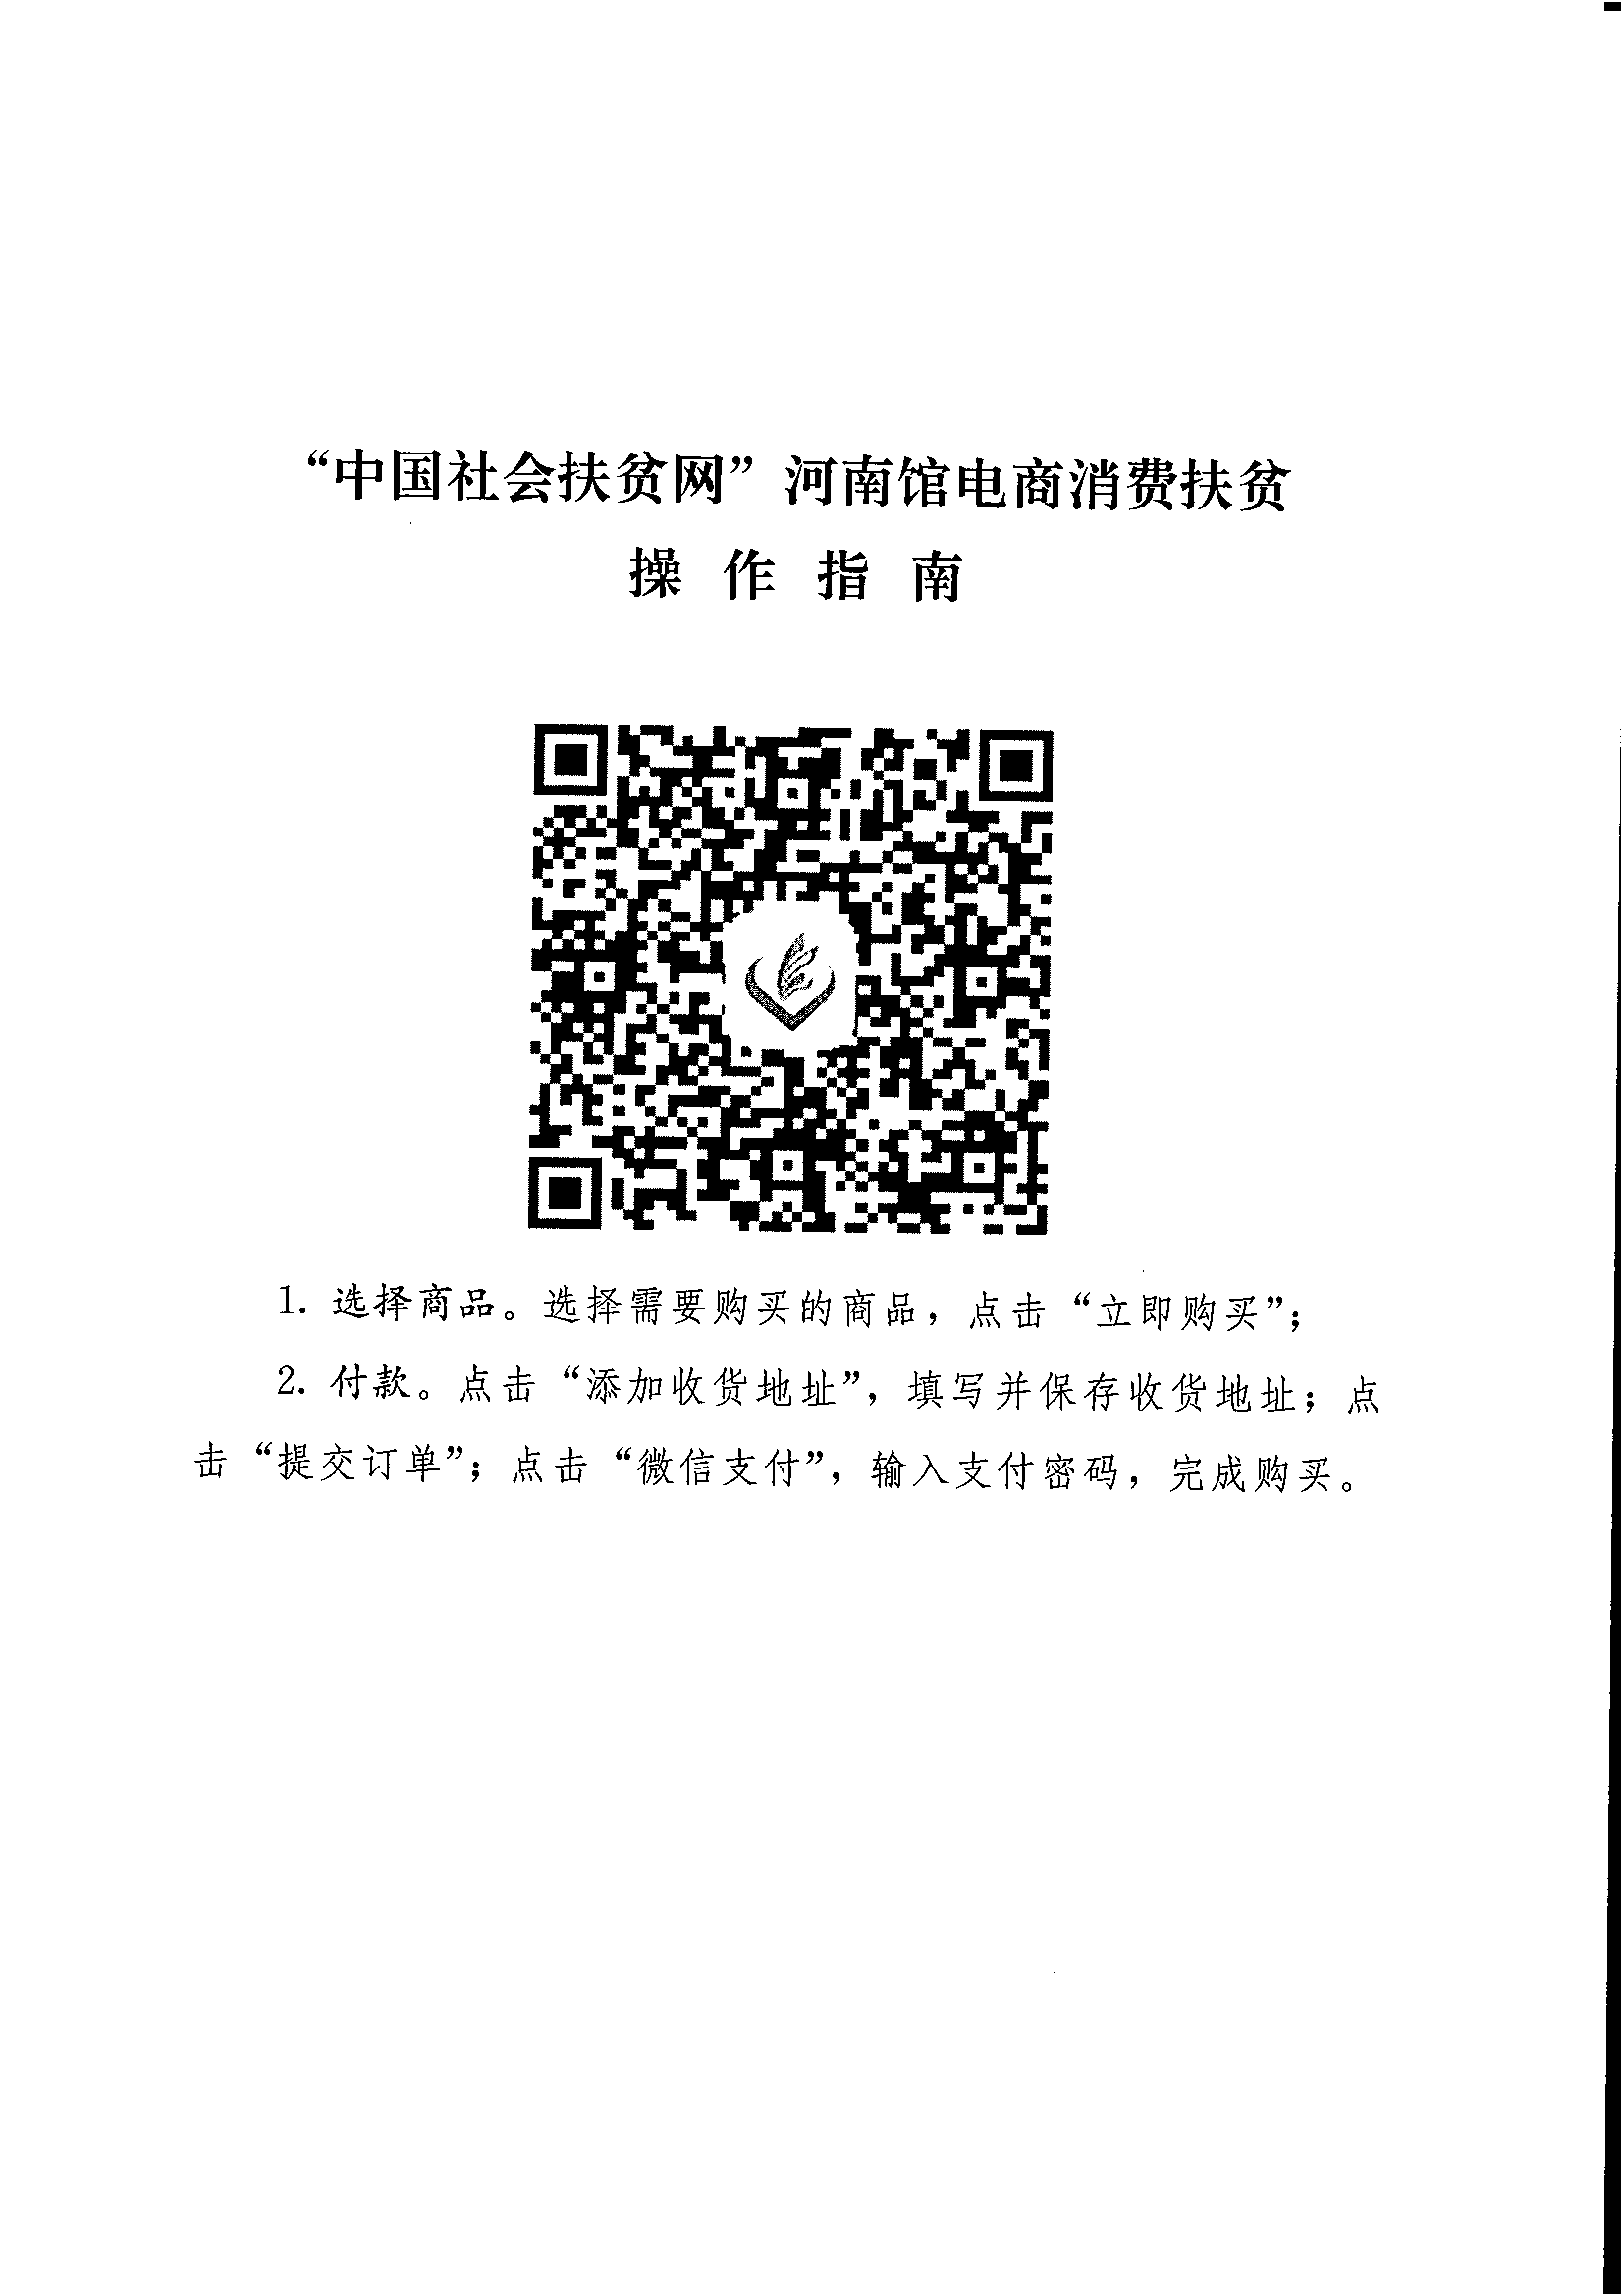 “中国社会扶贫网”河南馆电商消费扶贫
操作指南
1. 选择商品。选择需要购买的商品，点击“立即购买”；
2. 付款。点击“添加收货地址”，填写并保存收货地址；点
击“提交订单”；点击“微信支付”，输入支付密码，完成购买。